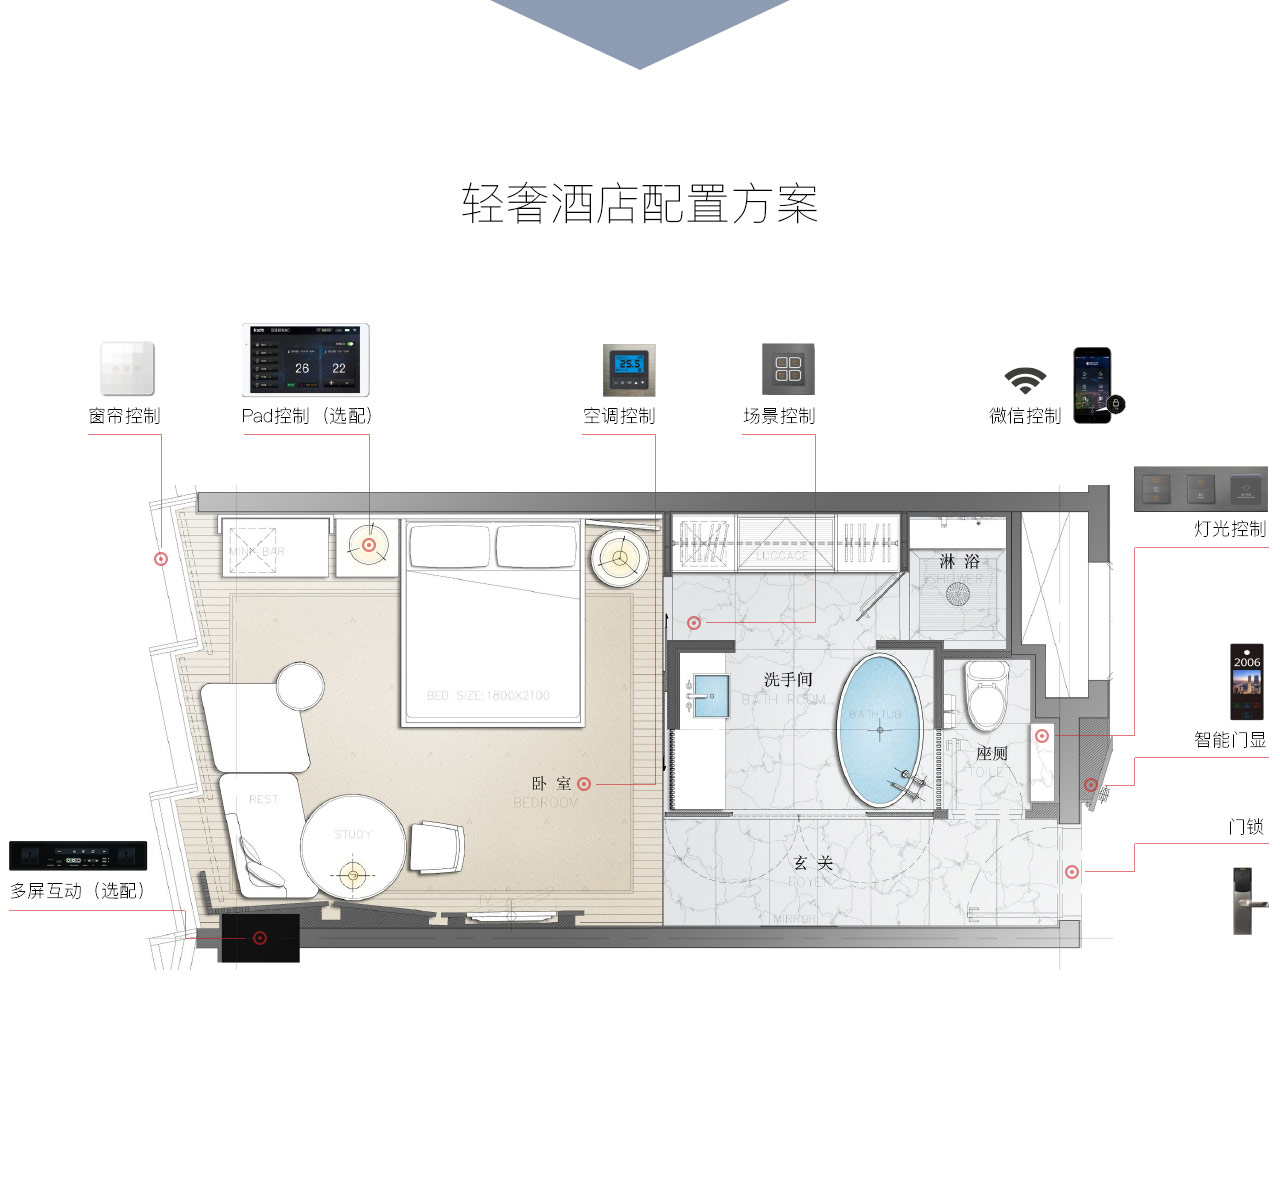 轻奢酒店配置方案
26
22
25.5
窗帘控制
Pad控制（选配）
空调控制
场景控制
微信控制
灯光控制
MINI BAR
LUGGAGE
淋 浴
SHOWER
2006
BED SIZE:1800X2100
洗手间
BATH ROOM
BATHTUB
智能门显
座厕
TOILET
卧 室
BEDROOM
REST
STUDY
门锁
多屏互动（选配）
玄 关
FOYER
MIRROR
TV